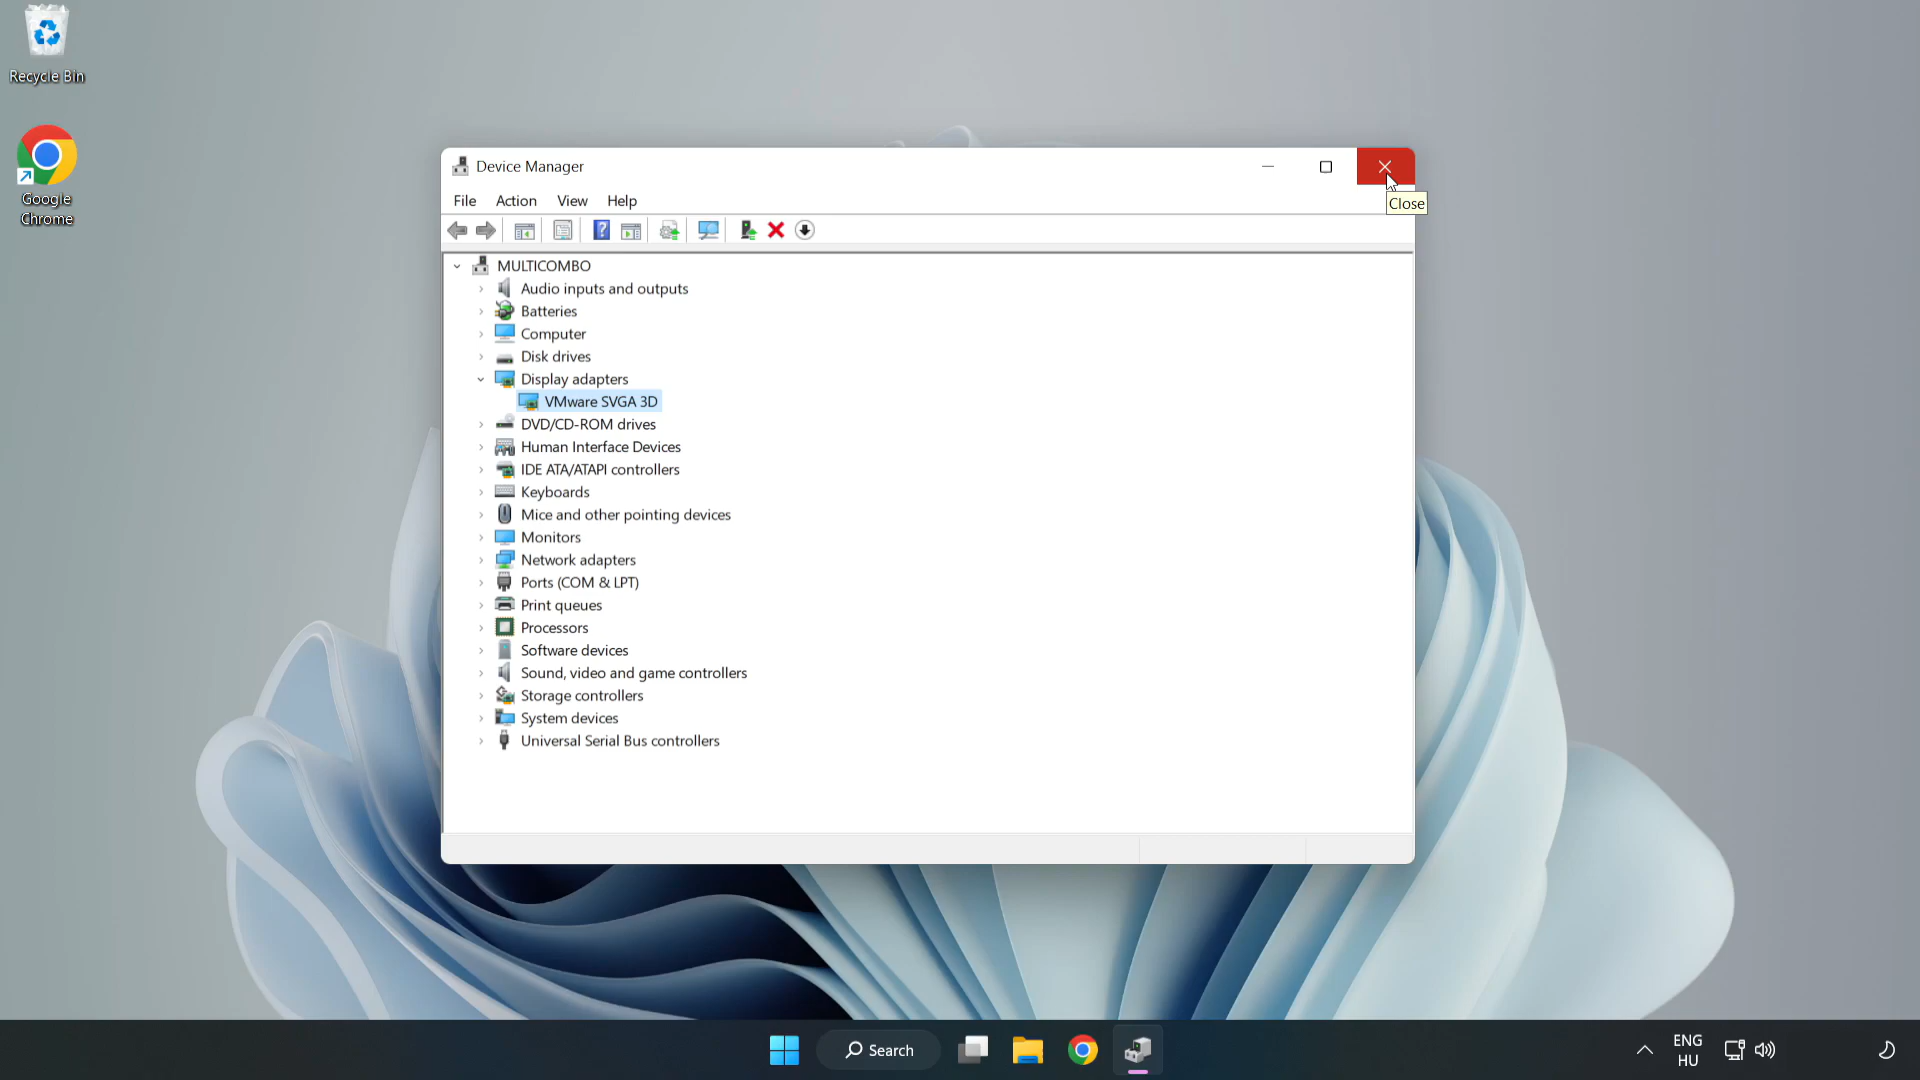 Recycle Bin
Google
Chrome
Device Manager
File Action View Help
Close
MULTICOMBO
Audio inputs and outputs
Batteries
Computer
Disk drives
Display adapters
VMware SVGA 3D
DVD/CD-ROM drives
Human Interface Devices
IDE ATA/ATAPI controllers
Keyboards
Mice and other pointing devices
Monitors
Network adapters
Ports (COM & LPT)
Print queues
Processors
Software devices
Sound, video and game controllers
Storage controllers
System devices
Universal Serial Bus controllers
Search
ENG
HU